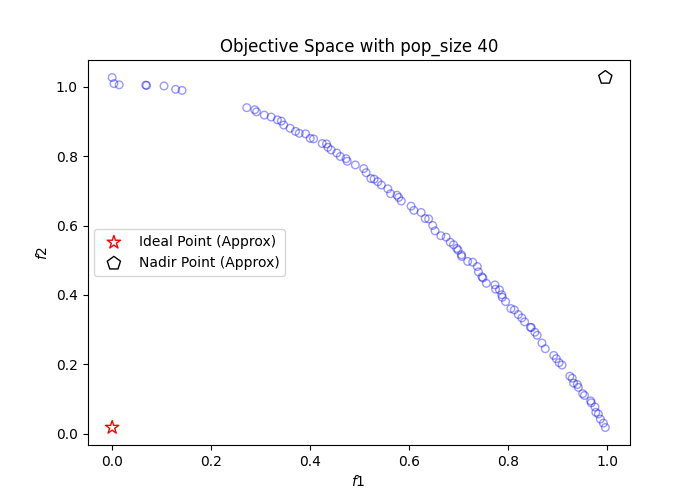 Objective Space with pop_size 40
1.0
0.8
0.6
0.4
0.2
0.0
f2
Ideal Point (Approx)
Nadir Point (Approx)
0.0 0.2 0.4 0.6 0.8 1.0
f1